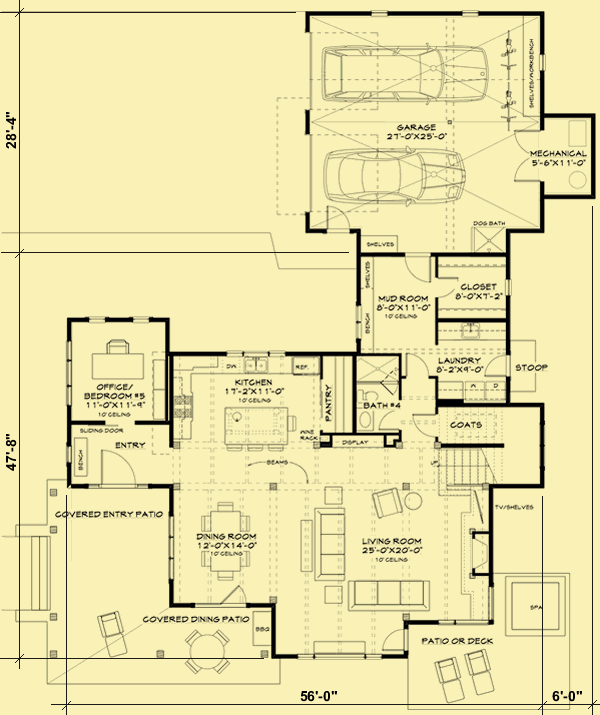 28'-4"
SHELVES/WORKBENCH
GARAGE
27'-0"X25'-0"
MECHANICAL
5'-6"X11'-0"
DOG BATH
SHELVES
SHELVES
MUD ROOM
8'-0"X11'-0"
10' CEILING
BENCH
CLOSET
8'-0"X7'-2"
LAUNDRY
8'-2"X9'-0"
STOOP
W
D
OFFICE/
BEDROOM #5
11'-0"X11'-9"
10' CEILING
SLIDING DOOR
DW
REF.
KITCHEN
17'-2"X11'-0"
10' CEILING
PANTRY
WINE
RACK
BATH #4
COATS
DISPLAY
47'-8"
BENCH
ENTRY
BEAMS
COVERED ENTRY PATIO
TV/SHELVES
DINING ROOM
12'-0"X14'-0"
10' CEILING
LIVING ROOM
25'-0"X20'-0"
10' CEILING
SPA
COVERED DINING PATIO
BBQ
PATIO OR DECK
56'-0"
6'-0"